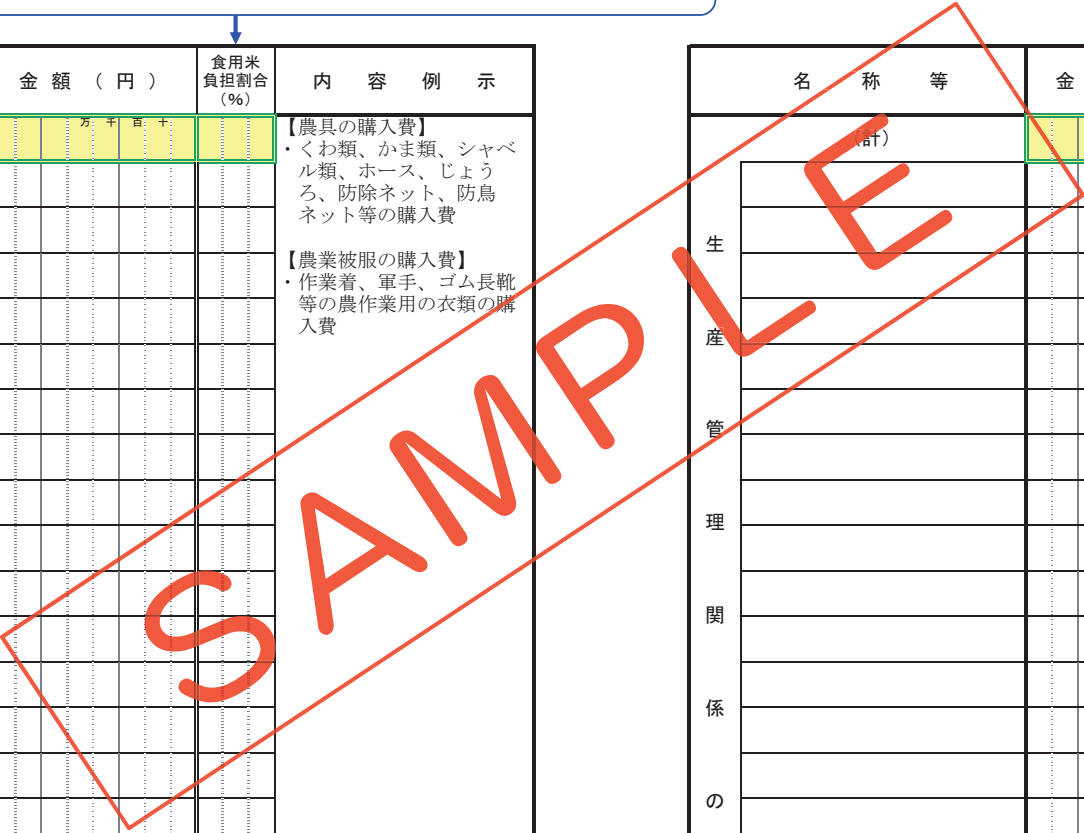 金額（円）
食用米
負担割合
（％）
内容例示
万 千 百 十
【農具の購入費】
・くわ類、かま類、シャベ
ル類、ホース、じょう
ろ、防除ネット、防鳥
ネット等の購入費
【農業被服の購入費】
・作業着、軍手、ゴム長靴
等の農作業用の衣類の購
入費
名称等
金
（計）
生
産
管
理
関
係
の
SAMPLE